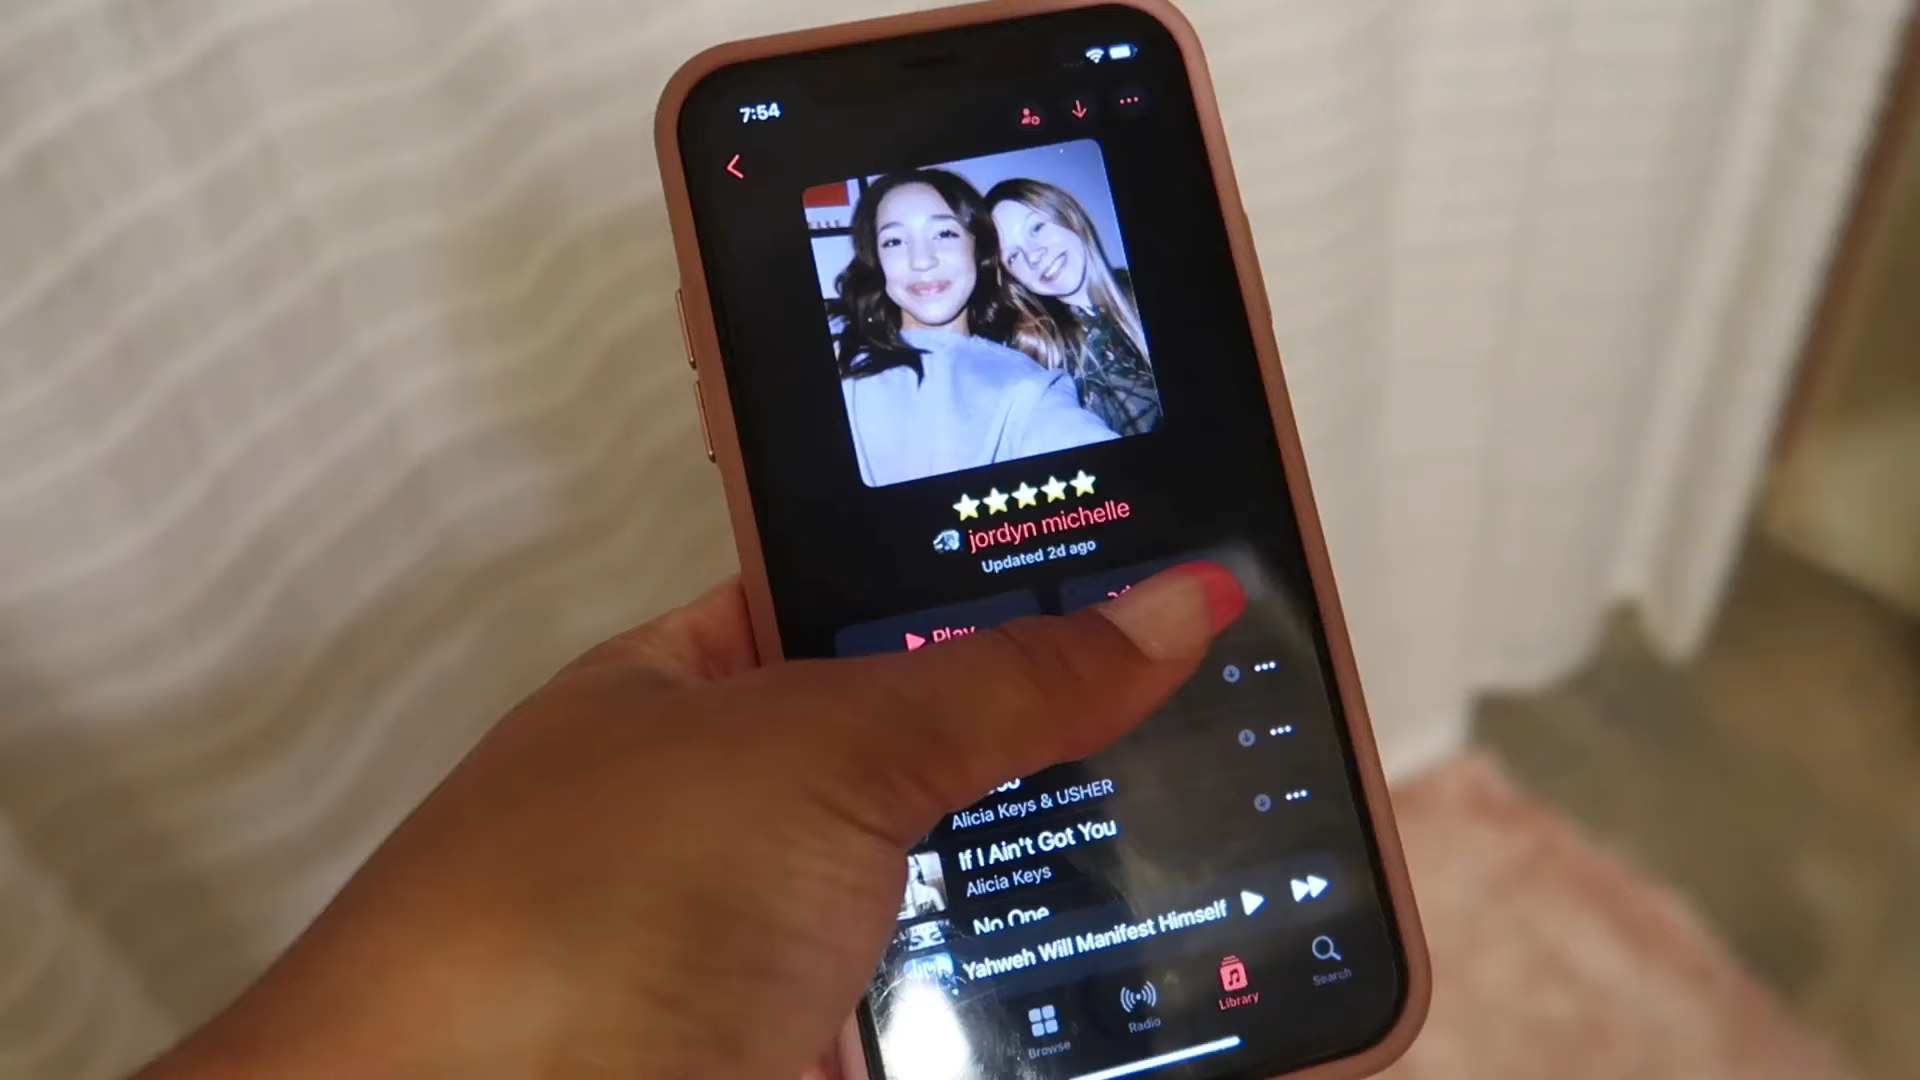 7:54
⭐⭐⭐⭐⭐
jordyn michelle
Updated 2d ago
Play
Alicia Keys & USHER
If I Ain't Got You
Alicia Keys
No One
Yahweh Will Manifest Himself
Browse
Radio
Library
Search